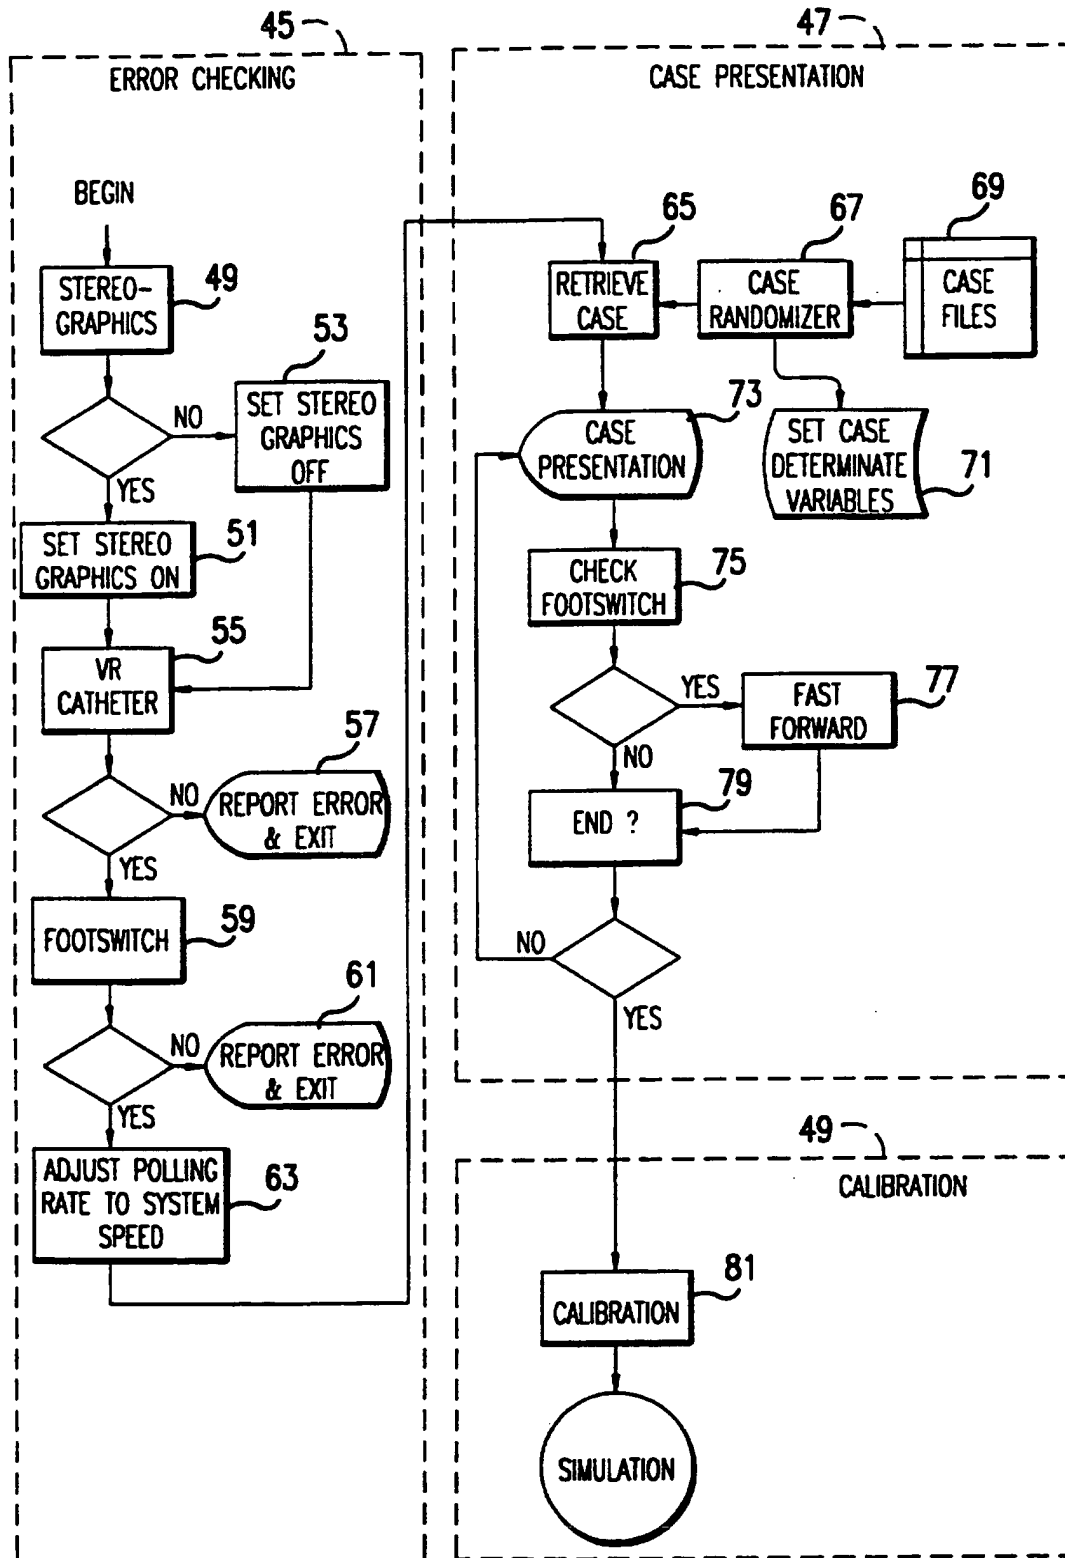 45
ERROR CHECKING
BEGIN
STEREO-
GRAPHICS
49
NO
53
SET STEREO
GRAPHICS
OFF
YES
SET STEREO
GRAPHICS ON
51
VR
CATHETER
55
NO
57
REPORT ERROR
& EXIT
YES
FOOTSWITCH
59
NO
61
REPORT ERROR
& EXIT
YES
ADJUST POLLING
RATE TO SYSTEM
SPEED
63
47
CASE PRESENTATION
RETRIEVE
CASE
65
CASE
RANDOMIZER
67
CASE
FILES
69
CASE
PRESENTATION
73
SET CASE
DETERMINATE
VARIABLES
71
CHECK
FOOTSWITCH
75
YES
FAST
FORWARD
77
NO
END ?
79
NO
YES
49
CALIBRATION
CALIBRATION
81
SIMULATION